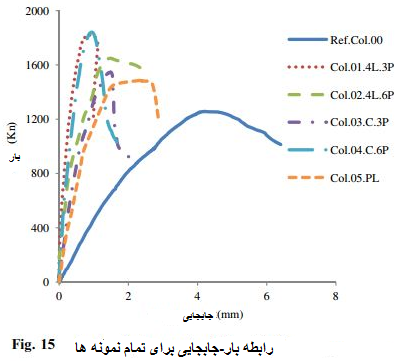 2000
1600
1200
800
400
0
بار (Kn)
0 2 4 6 8
جابجایی (mm)
Ref.Col.00
Col.01.4L.3P
Col.02.4L.6P
Col.03.C.3P
Col.04.C.6P
Col.05.PL
Fig. 15 رابطه بار-جابجایی برای تمام نمونه ها